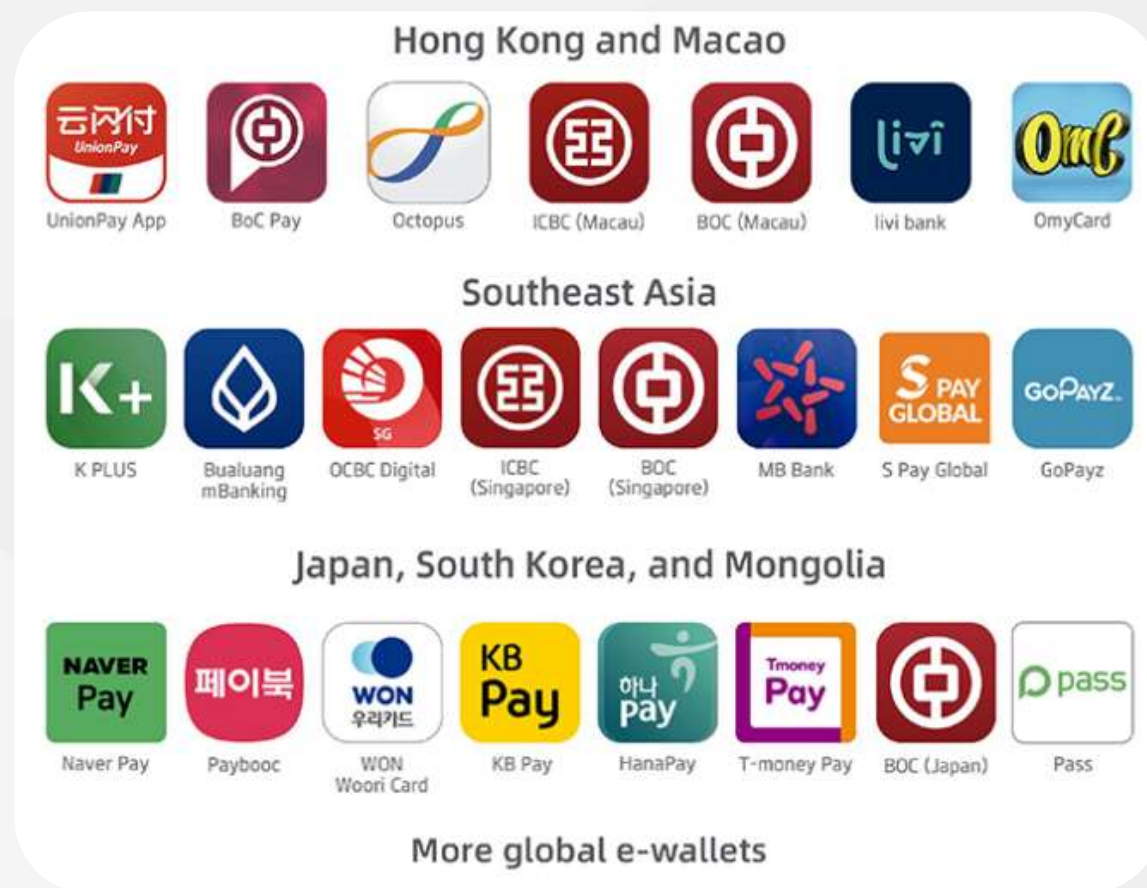 Hong Kong and Macao
云闪付
UnionPay
livi
OmC
UnionPay App
BoC Pay
Octopus
ICBC (Macau)
BOC (Macau)
livi bank
OmyCard
Southeast Asia
K+
SG
S PAY
GLOBAL
GOPAYZ
K PLUS
Bualuang
mBanking
OCBC Digital
ICBC
(Singapore)
BOC
(Singapore)
MB Bank
S Pay Global
GoPayz
Japan, South Korea, and Mongolia
NAVER
Pay
페이북
WON
우리카드
KB
Pay
하나
pay
Tmoney
Pay
pass
Naver Pay
Paybooc
WON
Woori Card
KB Pay
HanaPay
T-money Pay
BOC (Japan)
Pass
More global e-wallets